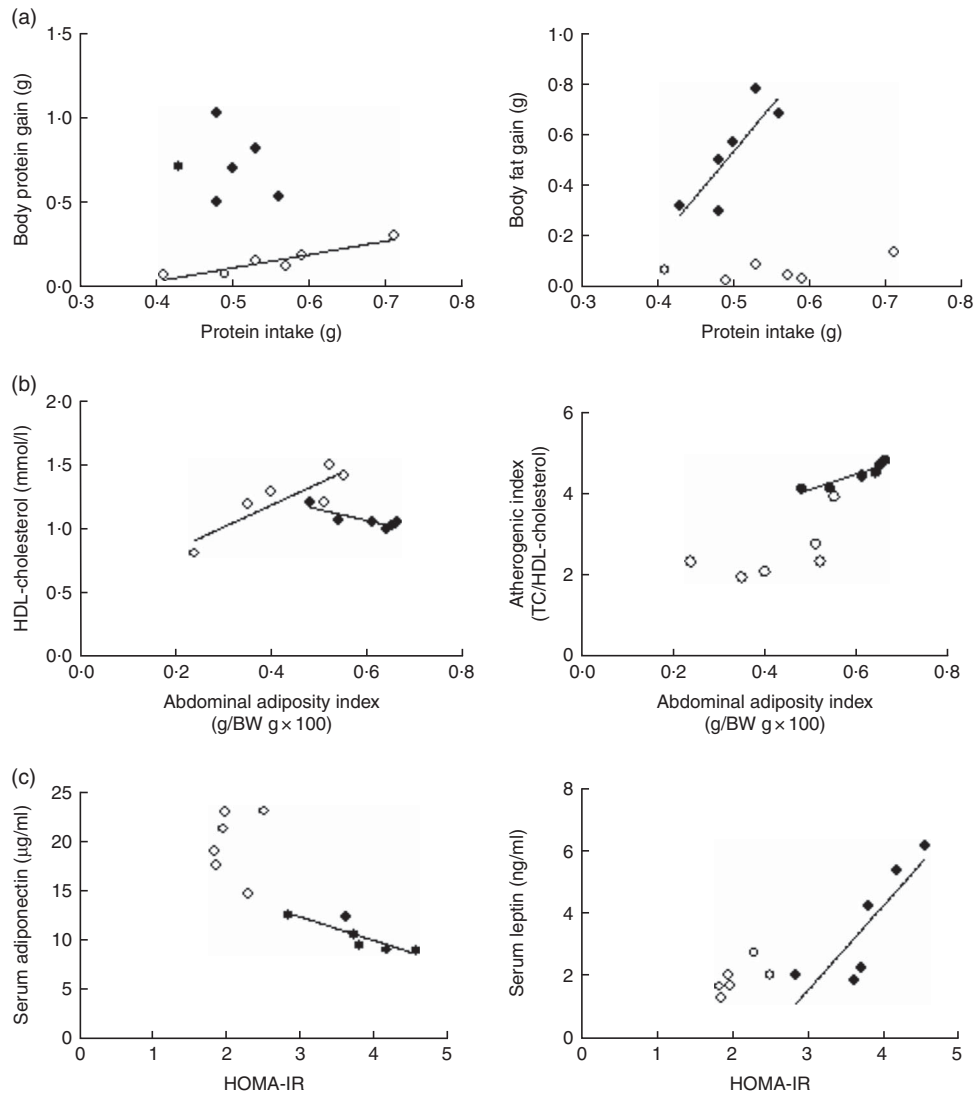 (a)
1·5
1·0
0·5
0·0
Body protein gain (g)
0·3 0·4 0·5 0·6 0·7 0·8
Protein intake (g)
1·0
0·8
0·6
0·4
0·2
0·0
Body fat gain (g)
0·3 0·4 0·5 0·6 0·7 0·8
Protein intake (g)
(b)
2·0
1·5
1·0
0·5
0·0
HDL-cholesterol (mmol/l)
0·0 0·2 0·4 0·6 0·8
Abdominal adiposity index
(g/BW g × 100)
6
4
2
0
Atherogenic index
(TC/HDL-cholesterol)
0·0 0·2 0·4 0·6 0·8
Abdominal adiposity index
(g/BW g × 100)
(c)
25
20
15
10
5
0
Serum adiponectin (μg/ml)
0 1 2 3 4 5
HOMA-IR
8
6
4
2
0
Serum leptin (ng/ml)
0 1 2 3 4 5
HOMA-IR